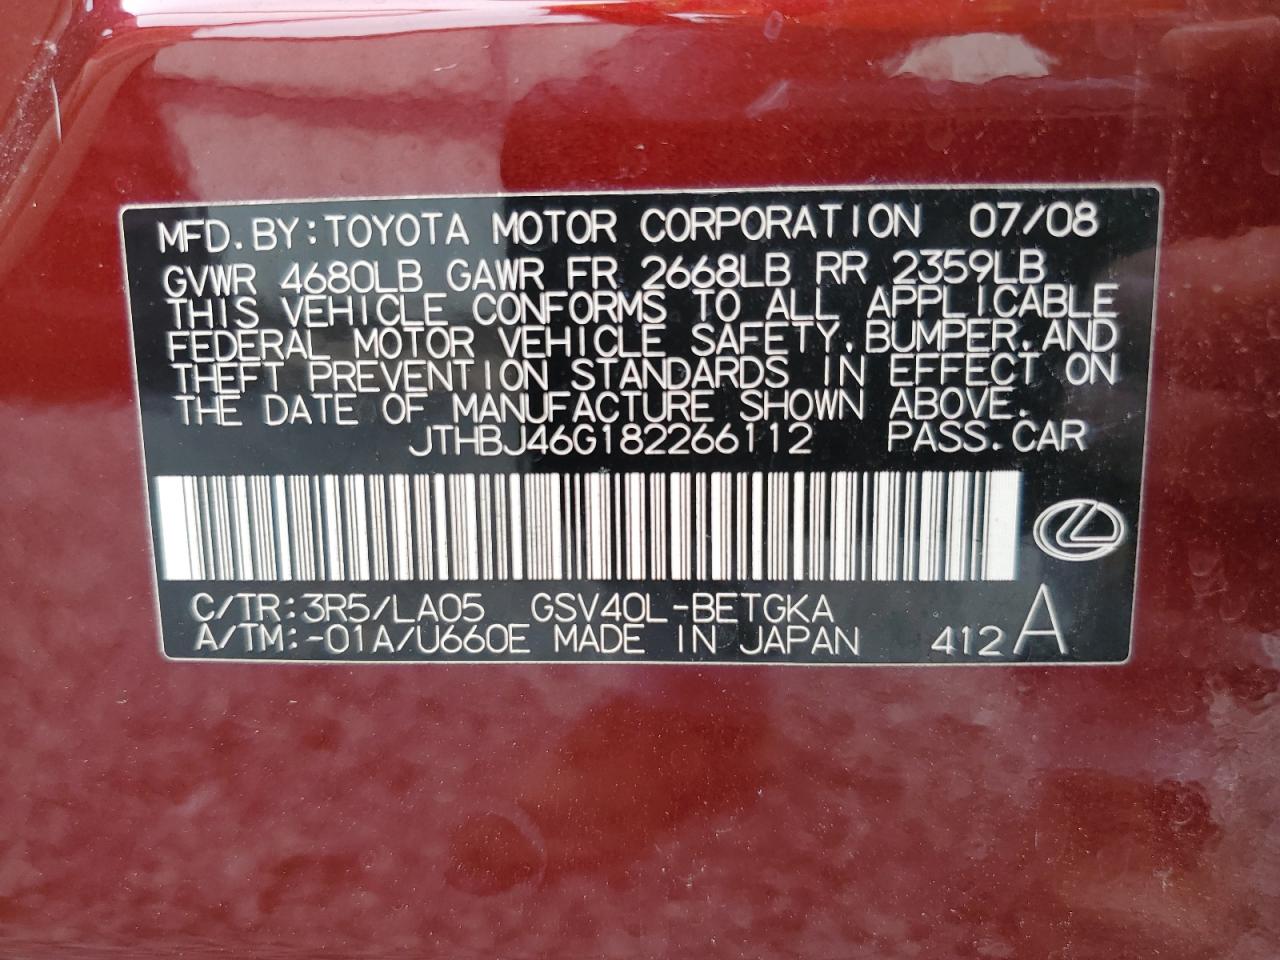 MFD.BY:TOYOTA MOTOR CORPORATION 07/08
GVWR 4680LB GAWR FR 2668LB RR 2359LB
THIS VEHICLE CONFORMS TO ALL APPLICABLE
FEDERAL MOTOR VEHICLE SAFETY,BUMPER,AND
THEFT PREVENTION STANDARDS IN EFFECT ON
THE DATE OF MANUFACTURE SHOWN ABOVE.
JTHBJ46G182266112 PASS.CAR
C/TR:3R5/LA05 GSV40L-BETGKA
A/TM:-01A/U660E MADE IN JAPAN 412A